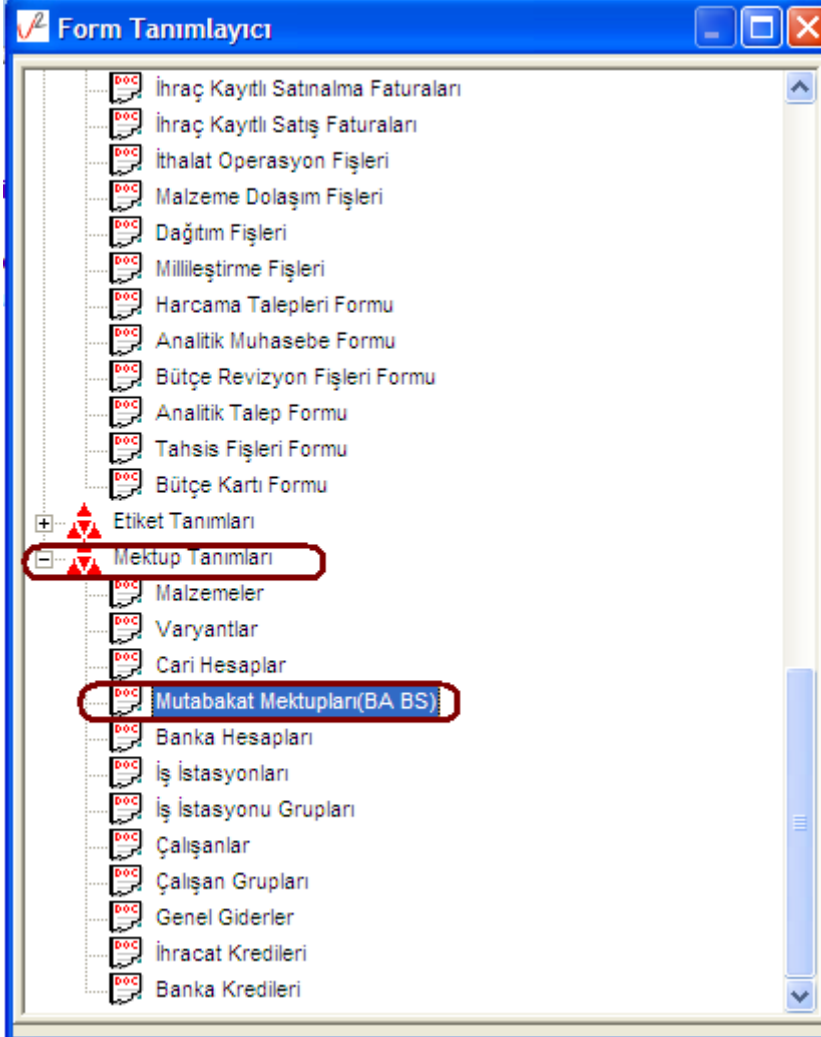 Form Tanımlayıcı
İhraç Kayıtlı Satınalma Faturaları
İhraç Kayıtlı Satış Faturaları
İthalat Operasyon Fişleri
Malzeme Dolaşım Fişleri
Dağıtım Fişleri
Millileştirme Fişleri
Harcama Talepleri Formu
Analitik Muhasebe Formu
Bütçe Revizyon Fişleri Formu
Analitik Talep Formu
Tahsis Fişleri Formu
Bütçe Kartı Formu
Etiket Tanımları
Mektup Tanımları
Malzemeler
Varyantlar
Cari Hesaplar
Mutabakat Mektupları(BA BS)
Banka Hesapları
İş İstasyonları
İş İstasyonu Grupları
Çalışanlar
Çalışan Grupları
Genel Giderler
İhracat Kredileri
Banka Kredileri